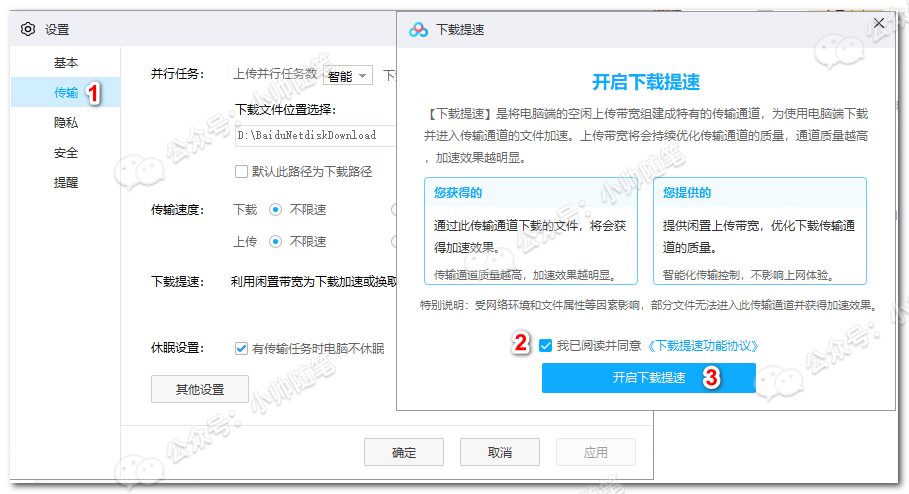 设置
基本
传输 1
隐私
安全
提醒
并行任务： 上传并行任务数 智能 下
下载文件位置选择：
D:\BaiduNetdiskDownload
默认此路径为下载路径
传输速度： 下载 不限速
上传 不限速
下载提速： 利用闲置带宽为下载加速或换取
休眠设置： 有传输任务时电脑不休眠
其他设置
确定 取消 应用
下载提速
开启下载提速
【下载提速】是将电脑端的空闲上传带宽组建成特有的传输通道，为使用电脑端下载
并进入传输通道的文件加速。上传带宽将会持续优化传输通道的质量，通道质量越高
，加速效果越明显。
您获得的
通过此传输通道下载的文件，将会获
得加速效果。
传输通道质量越高，加速效果越明显。
您提供的
提供闲置上传带宽，优化下载传输通
道的质量。
智能化传输控制，不影响上网体验。
特别说明：受网络环境和文件属性等因素影响，部分文件无法进入此传输通道并获得加速效果。
2 我已阅读并同意《下载提速功能协议》
开启下载提速 3
公众号：小帅随笔
公众号：小帅随笔
公众号：小帅随笔